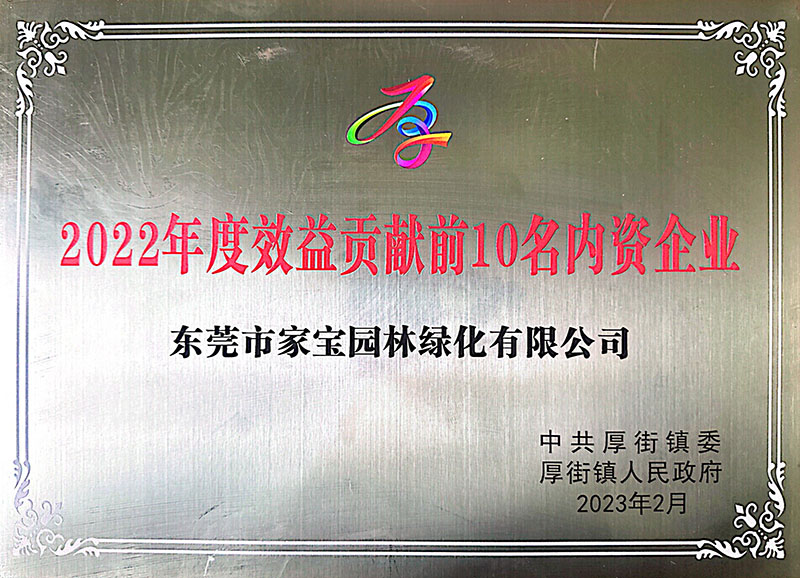 2022年度效益贡献前10名内资企业
东莞市家宝园林绿化有限公司
中共厚街镇委
厚街镇人民政府
2023年2月